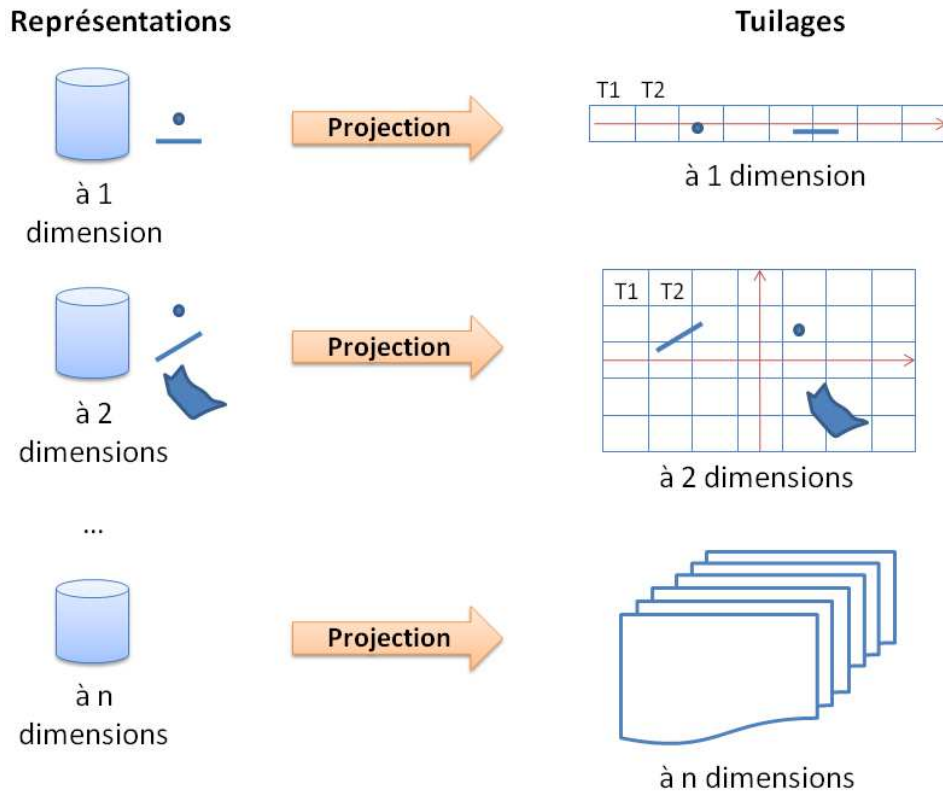 Représentations
Tuilages
T1 T2
Projection
à 1
dimension
à 1 dimension
T1 T2
Projection
à 2
dimensions
à 2 dimensions
...
Projection
à n
dimensions
à n dimensions